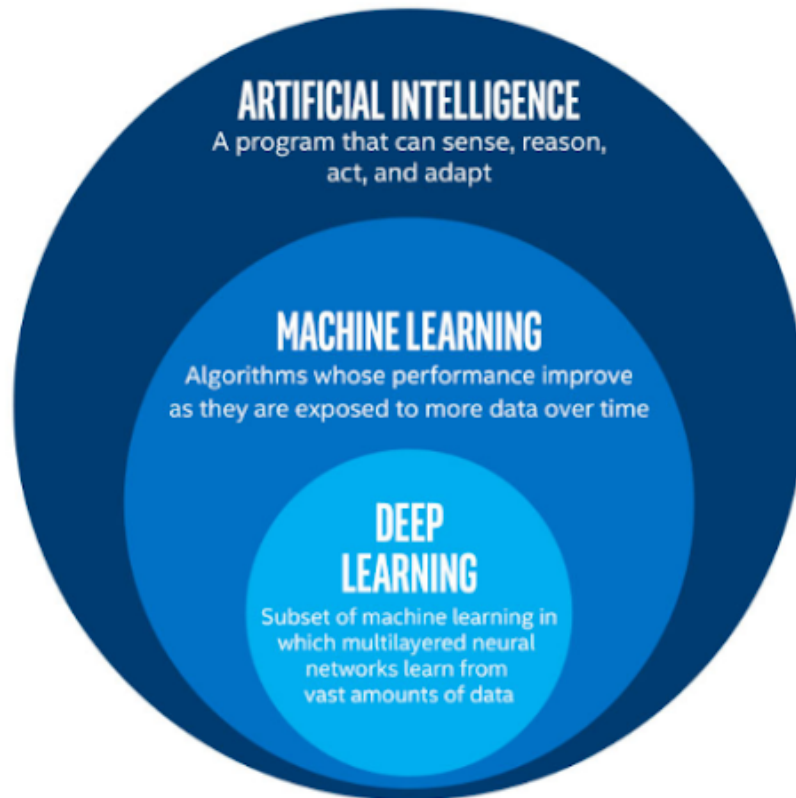 ARTIFICIAL INTELLIGENCE
A program that can sense, reason,
act, and adapt
MACHINE LEARNING
Algorithms whose performance improve
as they are exposed to more data over time
DEEP
LEARNING
Subset of machine learning in
which multilayered neural
networks learn from
vast amounts of data